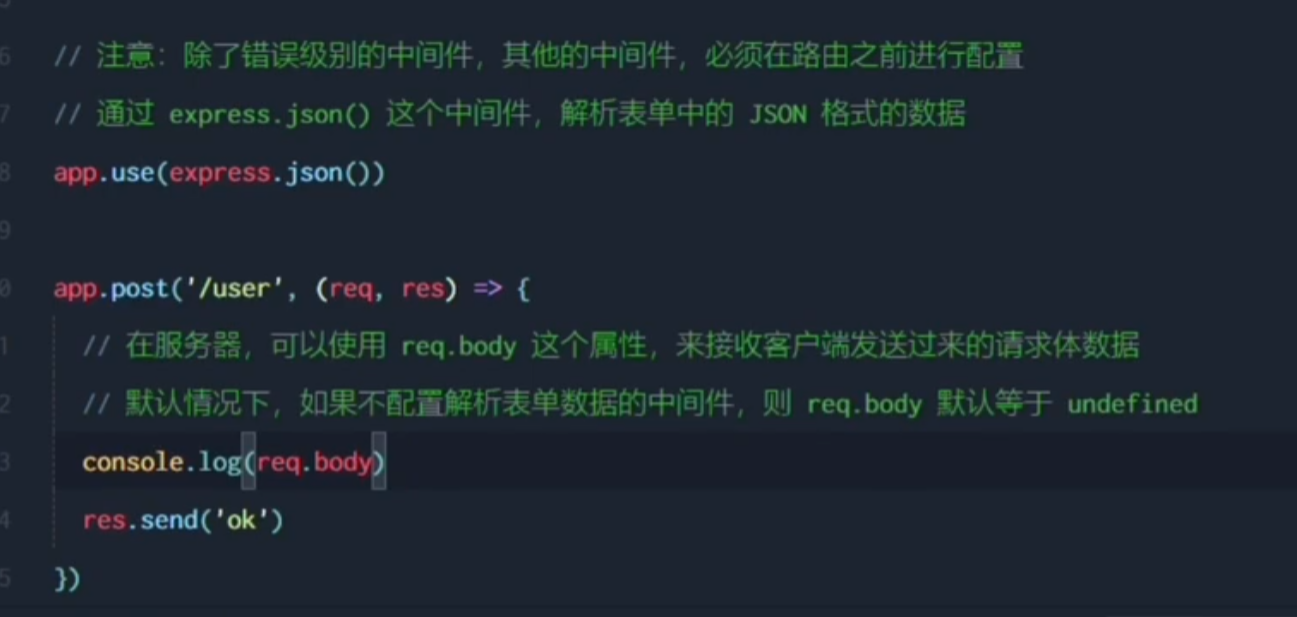 6 // 注意：除了错误级别的中间件，其他的中间件，必须在路由之前进行配置
7 // 通过 express.json() 这个中间件，解析表单中的 JSON 格式的数据
8 app.use(express.json())
9
0 app.post('/user', (req, res) => {
1 // 在服务器，可以使用 req.body 这个属性，来接收客户端发送过来的请求体数据
2 // 默认情况下，如果不配置解析表单数据的中间件，则 req.body 默认等于 undefined
3 console.log(req.body)
4 res.send('ok')
5 })